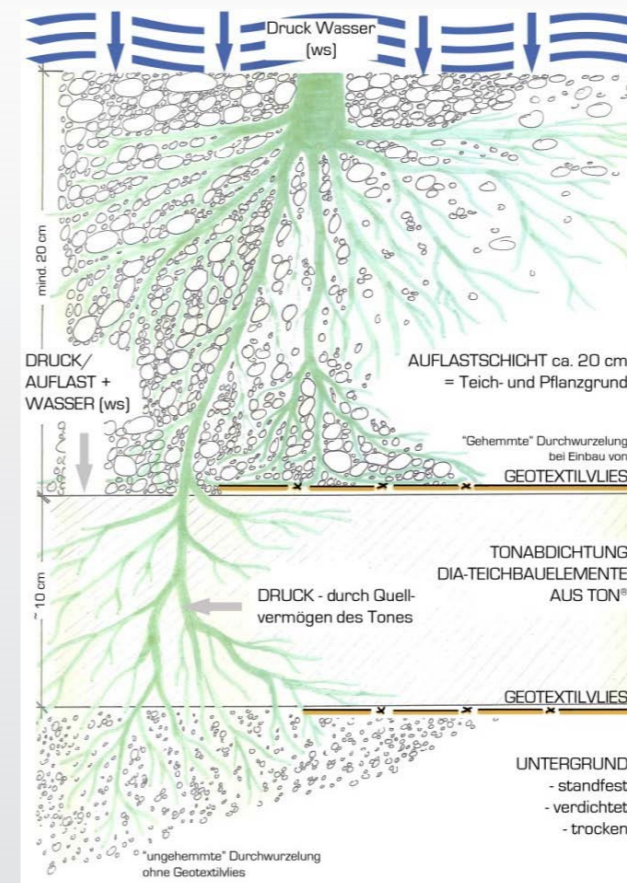 Druck Wasser
(ws)
mind. 20 cm
DRUCK/
AUFLAST +
WASSER (ws)
AUFLASTSCHICHT ca. 20 cm
= Teich- und Pflanzgrund
"Gehemmte" Durchwurzelung
bei Einbau von
GEOTEXTILVLIES
~ 10 cm
TONABDICHTUNG
DIA-TEICHBAUELEMENTE
AUS TON®
DRUCK - durch Quell-
vermögen des Tones
GEOTEXTILVLIES
UNTERGRUND
- standfest
- verdichtet
- trocken
"ungehemmte" Durchwurzelung
ohne Geotextilvlies